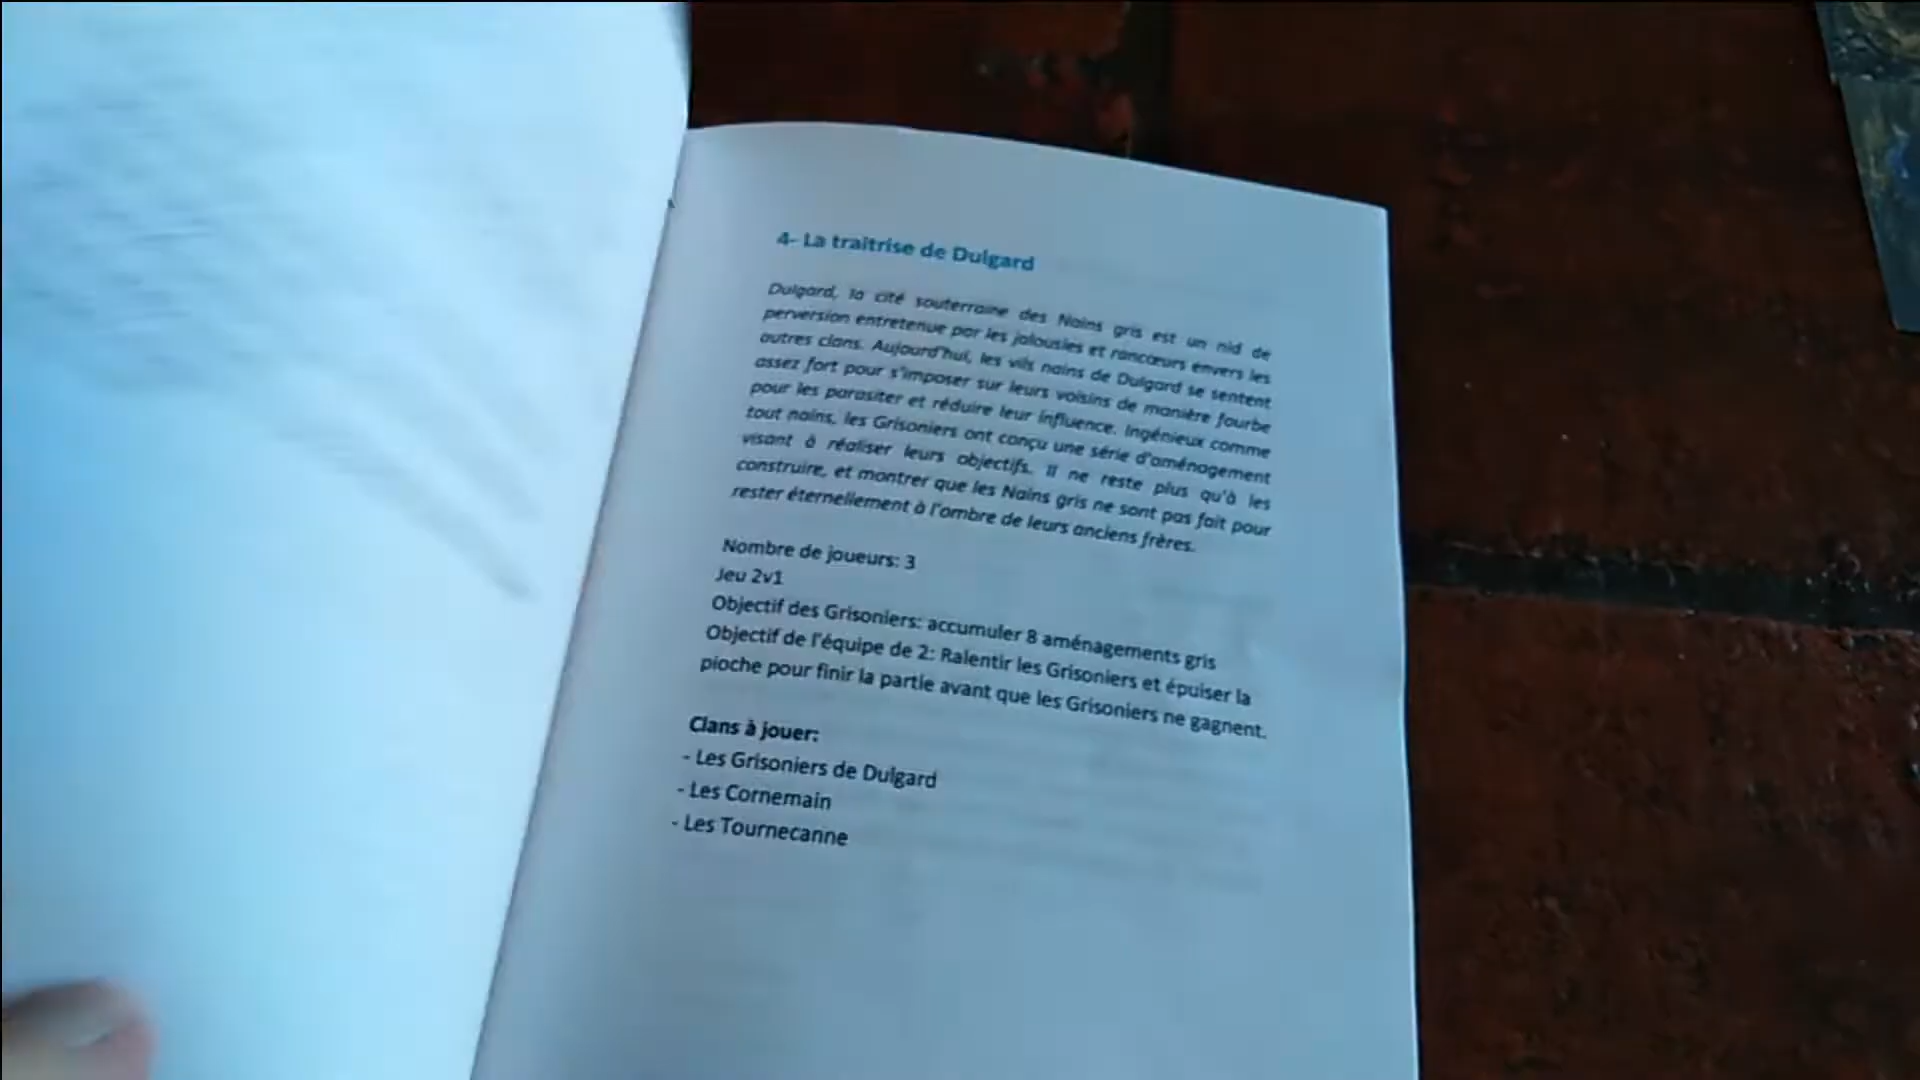 4- La traîtrise de Dulgard
Dulgard, la cité souterraine des Nains gris est un nid de
perversion entretenue par les jalousies et rancœurs envers les
autres clans. Aujourd'hui, les vils nains de Dulgard se sentent
assez fort pour s'imposer sur leurs voisins de manière fourbe
pour les parasiter et réduire leur influence. Ingénieux comme
tout nains, les Grisoniers ont conçu une série d'aménagement
visant à réaliser leurs objectifs. Il ne reste plus qu'à les
construire, et montrer que les Nains gris ne sont pas fait pour
rester éternellement à l'ombre de leurs anciens frères.
Nombre de joueurs: 3
Jeu 2v1
Objectif des Grisoniers: accumuler 8 aménagements gris
Objectif de l'équipe de 2: Ralentir les Grisoniers et épuiser la
pioche pour finir la partie avant que les Grisoniers ne gagnent.
Clans à jouer:
- Les Grisoniers de Dulgard
- Les Cornemain
- Les Tournecanne